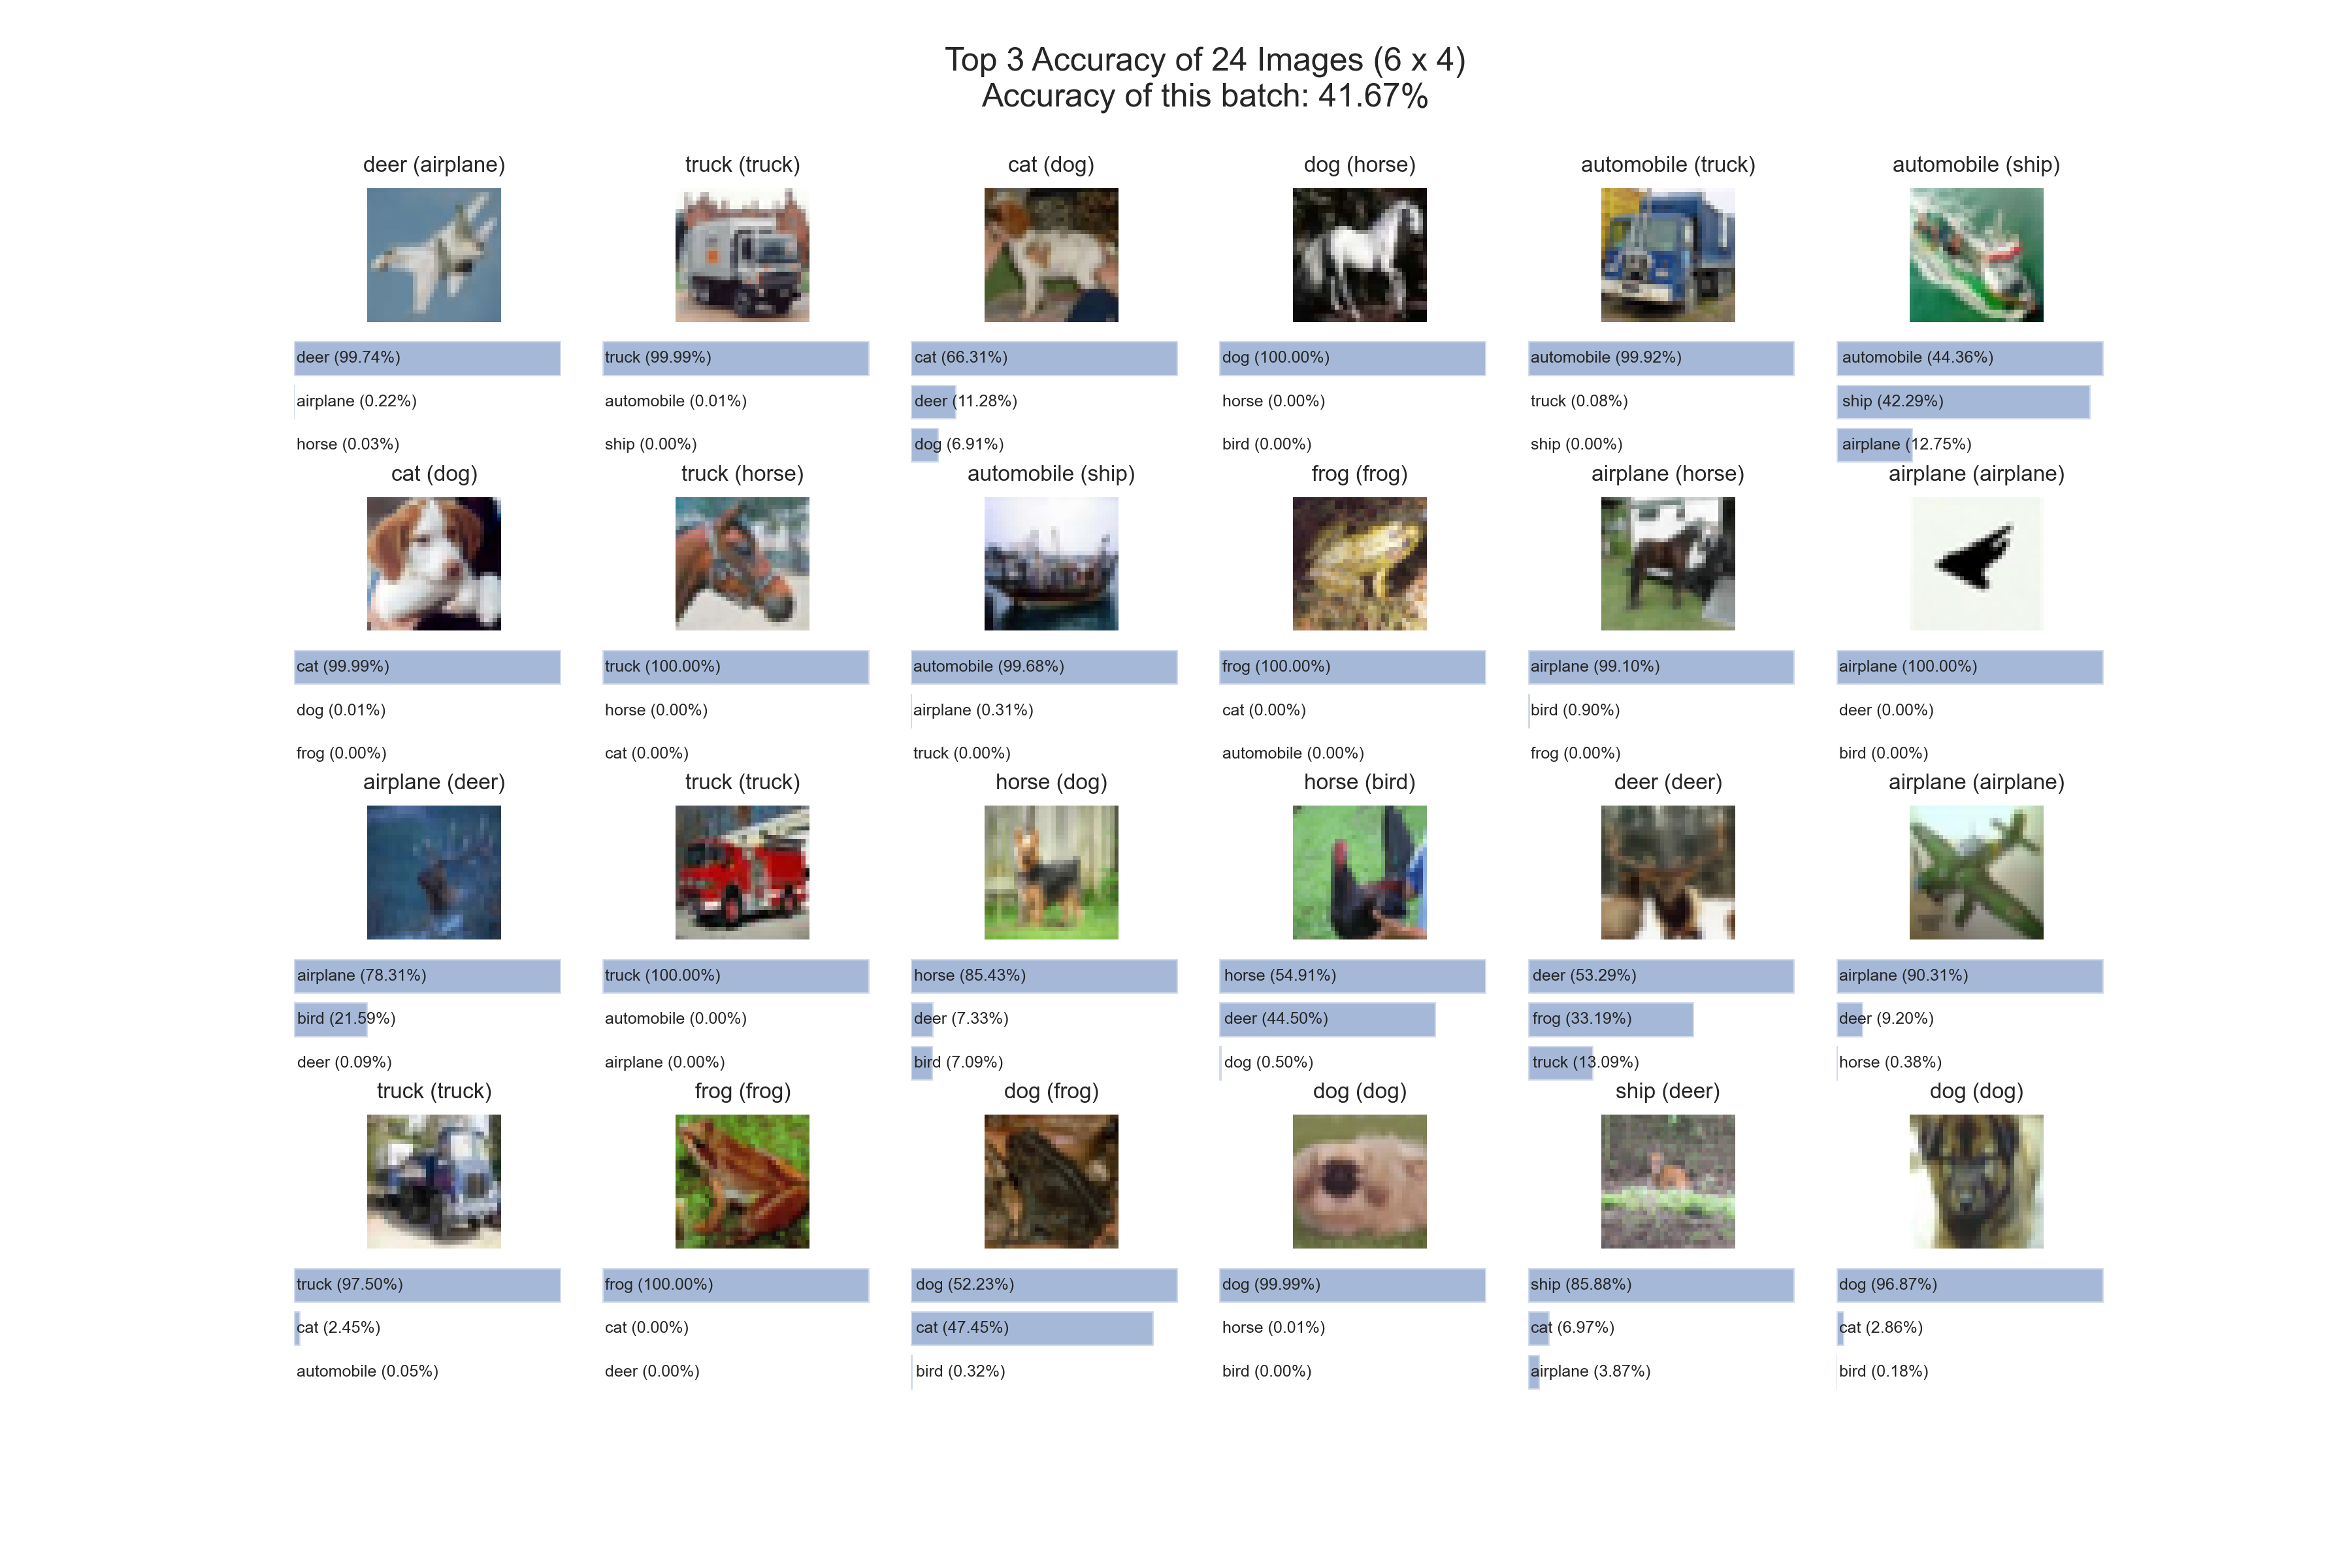 Top 3 Accuracy of 24 Images (6 x 4)
Accuracy of this batch: 41.67%
deer (airplane)
deer (99.74%)
airplane (0.22%)
horse (0.03%)
truck (truck)
truck (99.99%)
automobile (0.01%)
ship (0.00%)
cat (dog)
cat (66.31%)
deer (11.28%)
dog (6.91%)
dog (horse)
dog (100.00%)
horse (0.00%)
bird (0.00%)
automobile (truck)
automobile (99.92%)
truck (0.08%)
ship (0.00%)
automobile (ship)
automobile (44.36%)
ship (42.29%)
airplane (12.75%)
cat (dog)
cat (99.99%)
dog (0.01%)
frog (0.00%)
truck (horse)
truck (100.00%)
horse (0.00%)
cat (0.00%)
automobile (ship)
automobile (99.68%)
airplane (0.31%)
truck (0.00%)
frog (frog)
frog (100.00%)
cat (0.00%)
automobile (0.00%)
airplane (horse)
airplane (99.10%)
bird (0.90%)
frog (0.00%)
airplane (airplane)
airplane (100.00%)
deer (0.00%)
bird (0.00%)
airplane (deer)
airplane (78.31%)
bird (21.59%)
deer (0.09%)
truck (truck)
truck (100.00%)
automobile (0.00%)
airplane (0.00%)
horse (dog)
horse (85.43%)
deer (7.33%)
bird (7.09%)
horse (bird)
horse (54.91%)
deer (44.50%)
dog (0.50%)
deer (deer)
deer (53.29%)
frog (33.19%)
truck (13.09%)
airplane (airplane)
airplane (90.31%)
deer (9.20%)
horse (0.38%)
truck (truck)
truck (97.50%)
cat (2.45%)
automobile (0.05%)
frog (frog)
frog (100.00%)
cat (0.00%)
deer (0.00%)
dog (frog)
dog (52.23%)
cat (47.45%)
bird (0.32%)
dog (dog)
dog (99.99%)
horse (0.01%)
bird (0.00%)
ship (deer)
ship (85.88%)
cat (6.97%)
airplane (3.87%)
dog (dog)
dog (96.87%)
cat (2.86%)
bird (0.18%)